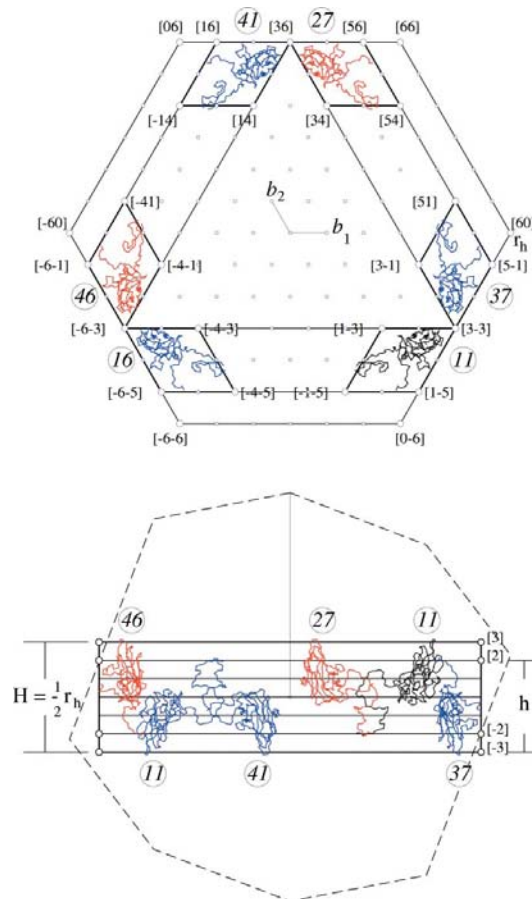 41 27
[06] [16] [36] [56] [66]
[-14] [14] [34] [54]
[-41] [51]
b2
b1
[-60] [60]
rh
[-6-1] [-4-1] [3-1] [5-1]
46 37
[-6-3] [-4-3] [1-3] [3-3]
16 11
[-6-5] [-4-5] [-1-5] [1-5]
[-6-6] [0-6]
46 27 11
[3]
[2]
H = 1/2 rh h
[-2]
[-3]
11 41 37